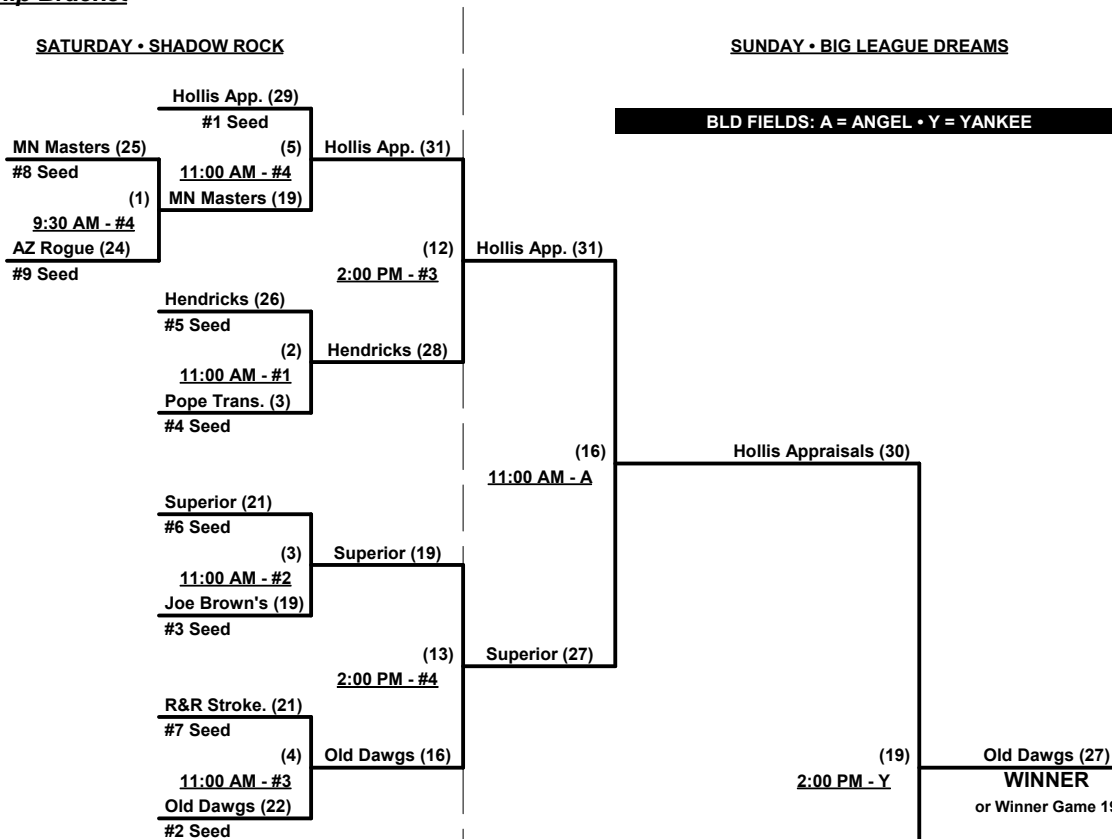 SATURDAY • SHADOW ROCK
SUNDAY • BIG LEAGUE DREAMS
Hollis App. (29)
#1 Seed
BLD FIELDS: A = ANGEL • Y = YANKEE
MN Masters (25)
(5)
Hollis App. (31)
#8 Seed
11:00 AM - #4
(1)
MN Masters (19)
9:30 AM - #4
AZ Rogue (24)
(12)
Hollis App. (31)
#9 Seed
2:00 PM - #3
Hendricks (26)
#5 Seed
(2)
Hendricks (28)
11:00 AM - #1
Pope Trans. (3)
#4 Seed
(16)
Hollis Appraisals (30)
11:00 AM - A
Superior (21)
#6 Seed
(3)
Superior (19)
11:00 AM - #2
Joe Brown's (19)
#3 Seed
(13)
Superior (27)
2:00 PM - #4
R&R Stroke. (21)
#7 Seed
(4)
Old Dawgs (16)
(19)
Old Dawgs (27)
11:00 AM - #3
2:00 PM - Y
WINNER
Old Dawgs (22)
or Winner Game 19
#2 Seed